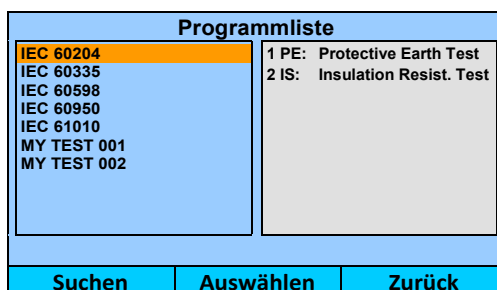 Programmliste
IEC 60204
IEC 60335
IEC 60598
IEC 60950
IEC 61010
MY TEST 001
MY TEST 002
1 PE: Protective Earth Test
2 IS: Insulation Resist. Test
Suchen Auswählen Zurück